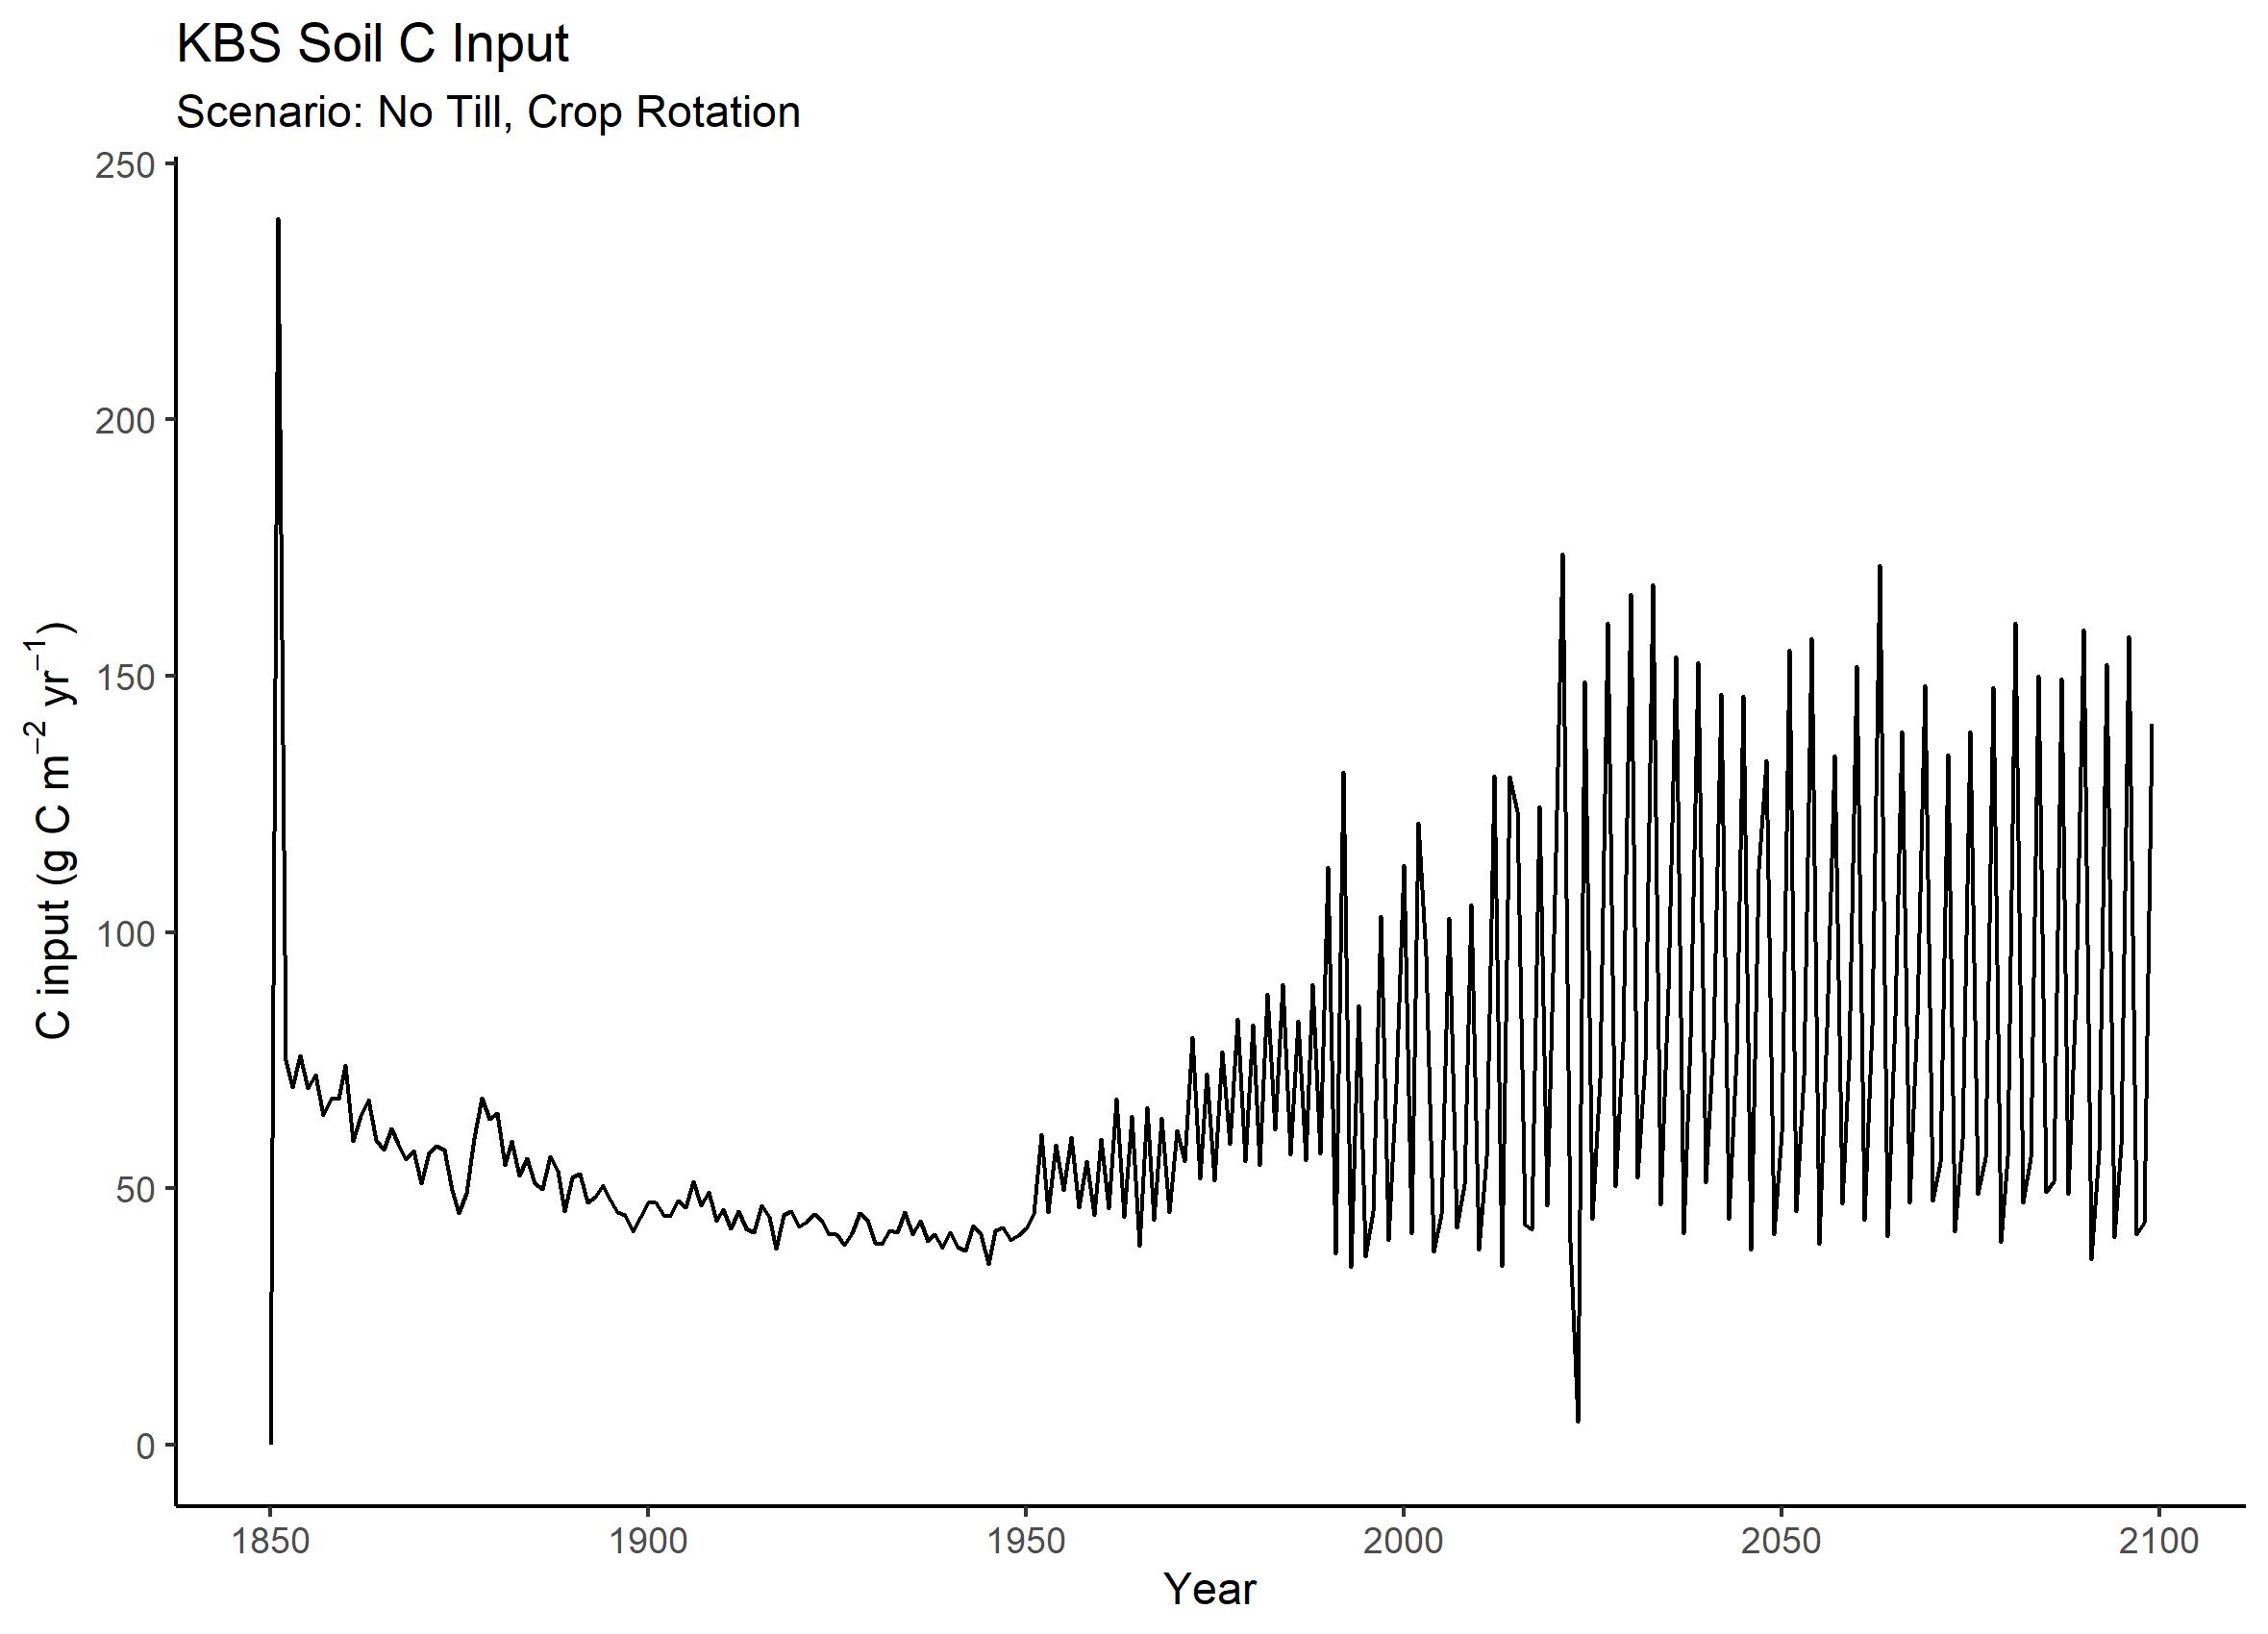 KBS Soil C Input
Scenario: No Till, Crop Rotation
250
200
150
100
50
0
C input (g C m⁻² yr⁻¹)
1850 1900 1950 2000 2050 2100
Year